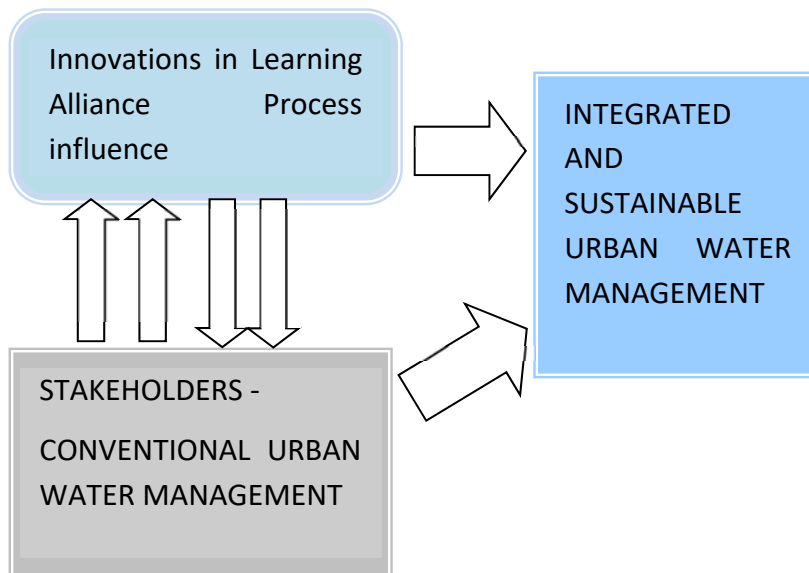 Innovations in Learning
Alliance Process
influence
INTEGRATED
AND
SUSTAINABLE
URBAN WATER
MANAGEMENT
STAKEHOLDERS -
CONVENTIONAL URBAN
WATER MANAGEMENT